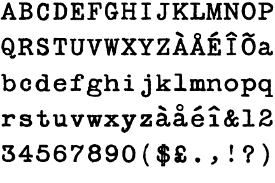 ABCDEFGHIJKLMNOP
QRSTUVWXYZÀÅÉÎÕa
bcdefghijklmnopq
rstuvwxyzàåéî&12
34567890($£.,!?)